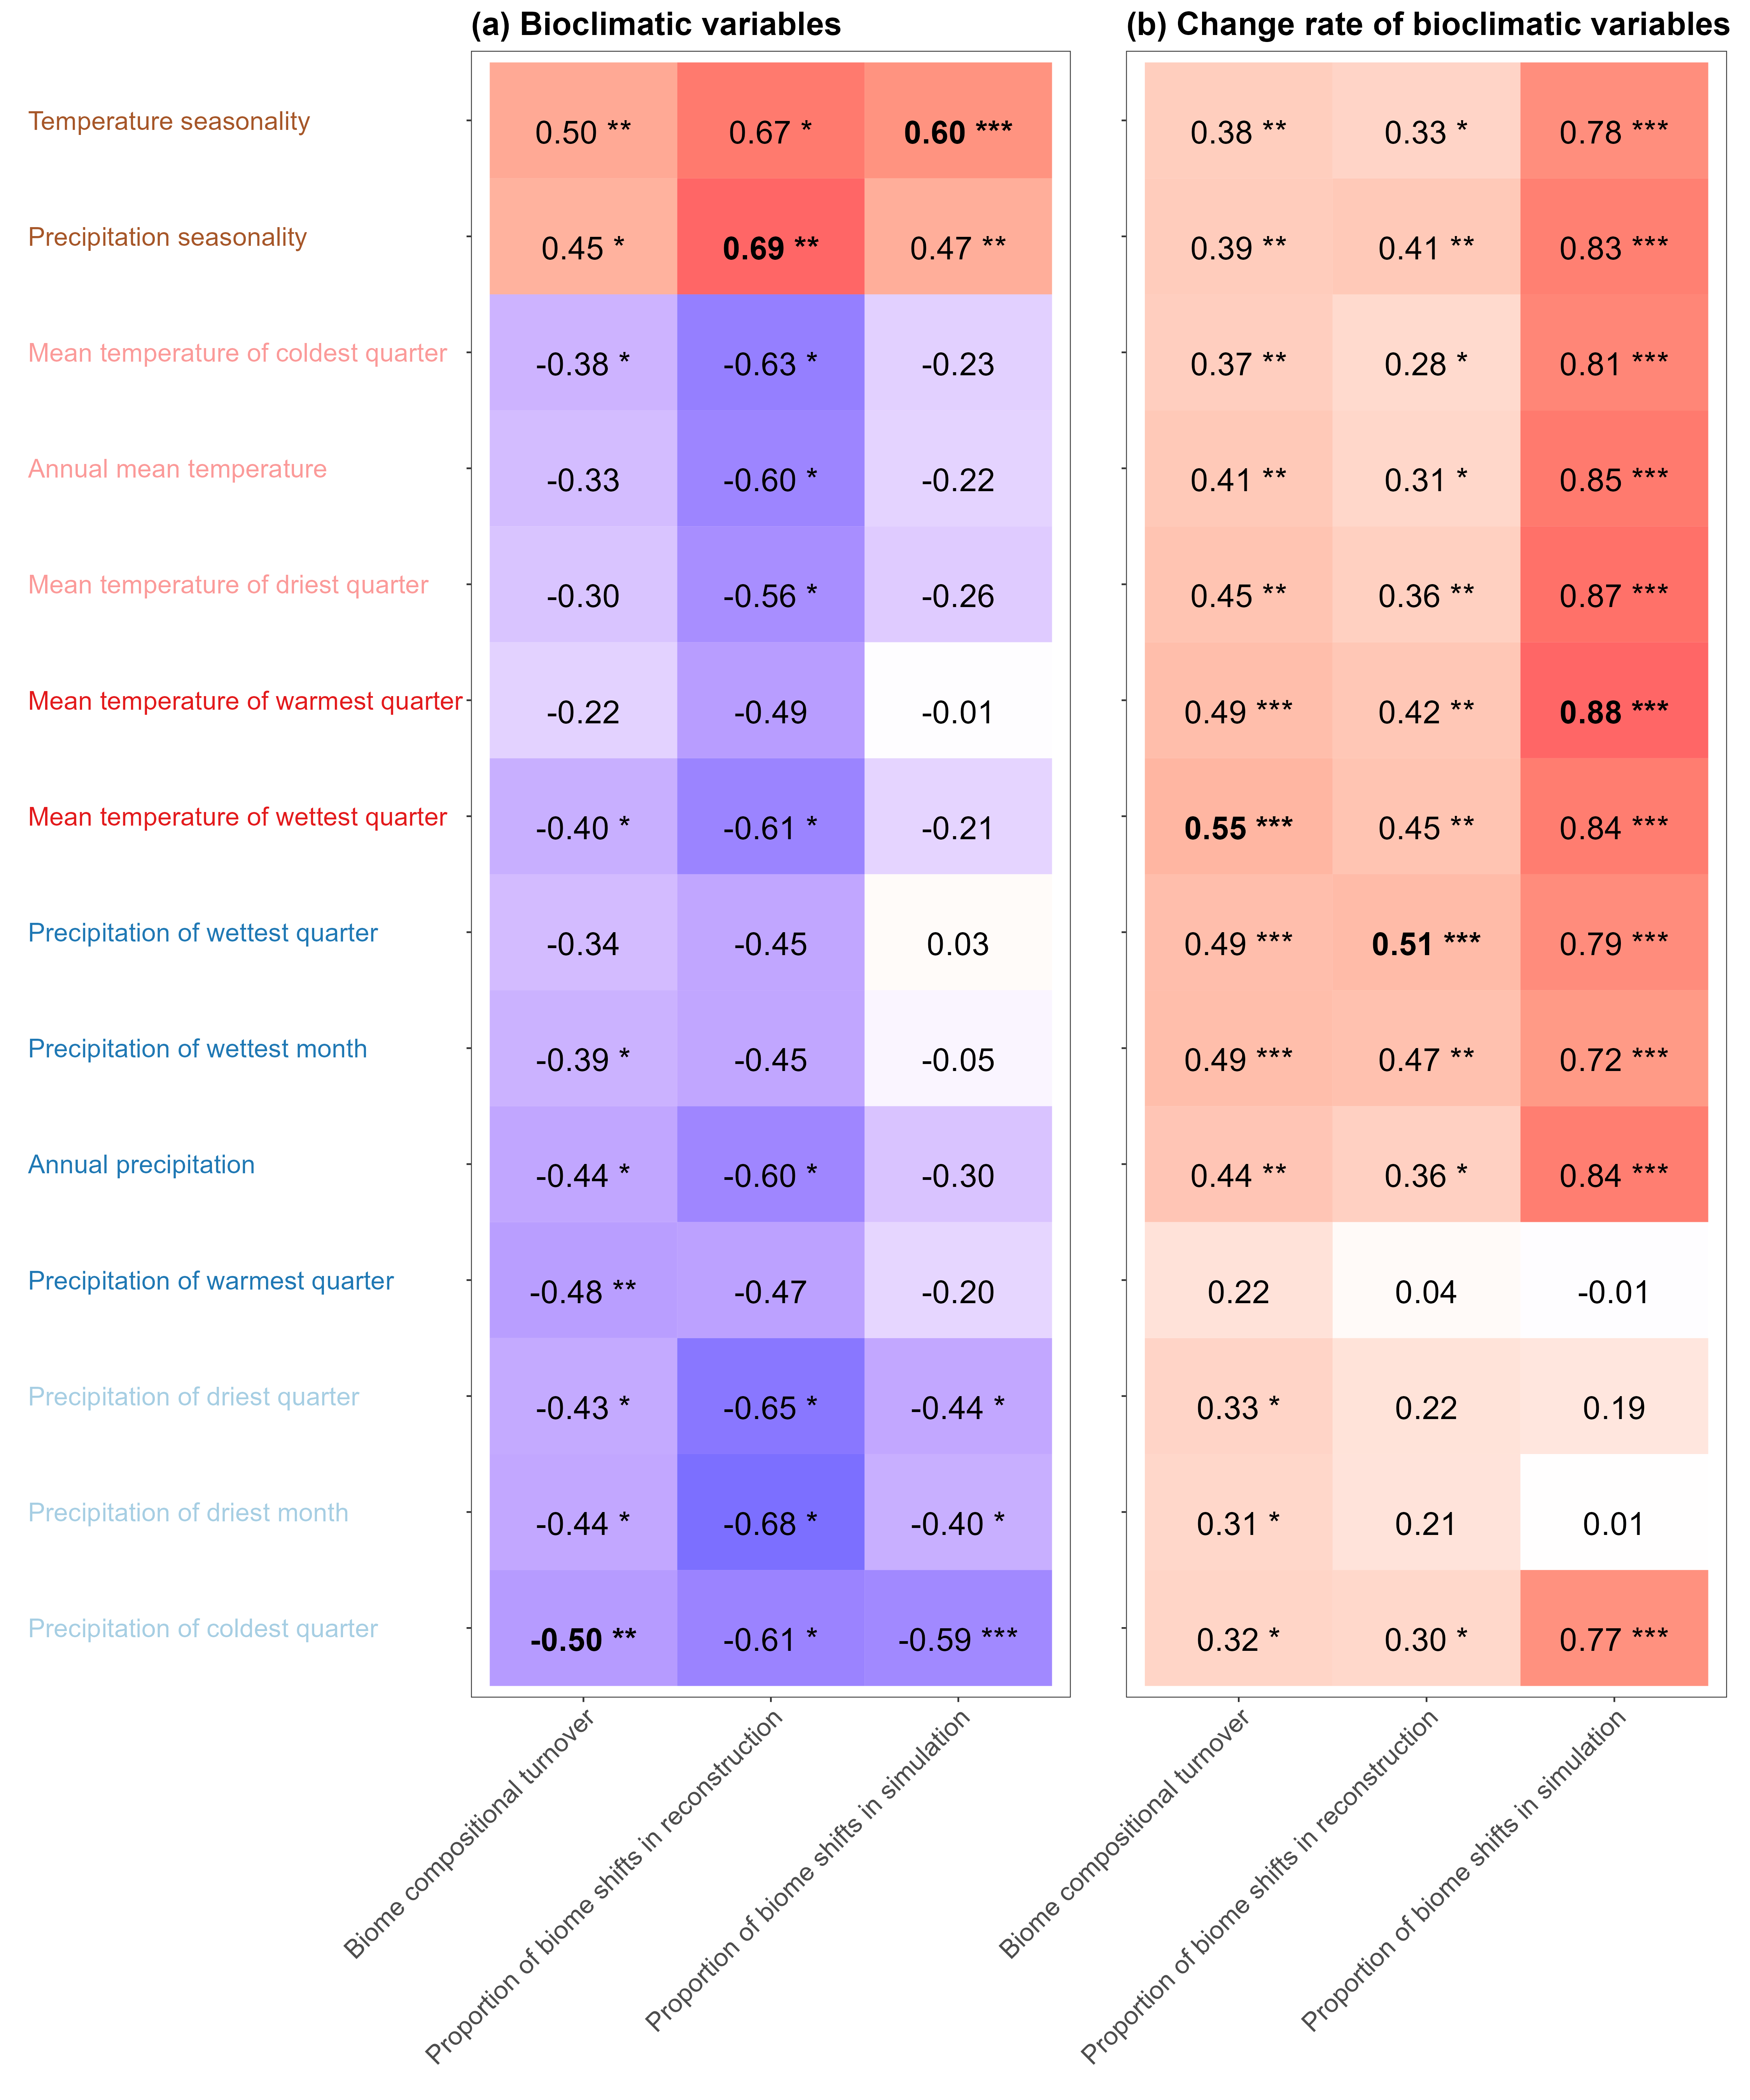 (a) Bioclimatic variables (b) Change rate of bioclimatic variables
Temperature seasonality 0.50 ** 0.67 * 0.60 *** 0.38 ** 0.33 * 0.78 ***
Precipitation seasonality 0.45 * 0.69 ** 0.47 ** 0.39 ** 0.41 ** 0.83 ***
Mean temperature of coldest quarter -0.38 * -0.63 * -0.23 0.37 ** 0.28 * 0.81 ***
Annual mean temperature -0.33 -0.60 * -0.22 0.41 ** 0.31 * 0.85 ***
Mean temperature of driest quarter -0.30 -0.56 * -0.26 0.45 ** 0.36 ** 0.87 ***
Mean temperature of warmest quarter -0.22 -0.49 -0.01 0.49 *** 0.42 ** 0.88 ***
Mean temperature of wettest quarter -0.40 * -0.61 * -0.21 0.55 *** 0.45 ** 0.84 ***
Precipitation of wettest quarter -0.34 -0.45 0.03 0.49 *** 0.51 *** 0.79 ***
Precipitation of wettest month -0.39 * -0.45 -0.05 0.49 *** 0.47 ** 0.72 ***
Annual precipitation -0.44 * -0.60 * -0.30 0.44 ** 0.36 * 0.84 ***
Precipitation of warmest quarter -0.48 ** -0.47 -0.20 0.22 0.04 -0.01
Precipitation of driest quarter -0.43 * -0.65 * -0.44 * 0.33 * 0.22 0.19
Precipitation of driest month -0.44 * -0.68 * -0.40 * 0.31 * 0.21 0.01
Precipitation of coldest quarter -0.50 ** -0.61 * -0.59 *** 0.32 * 0.30 * 0.77 ***
Biome compositional turnover
Proportion of biome shifts in reconstruction
Proportion of biome shifts in simulation
Biome compositional turnover
Proportion of biome shifts in reconstruction
Proportion of biome shifts in simulation